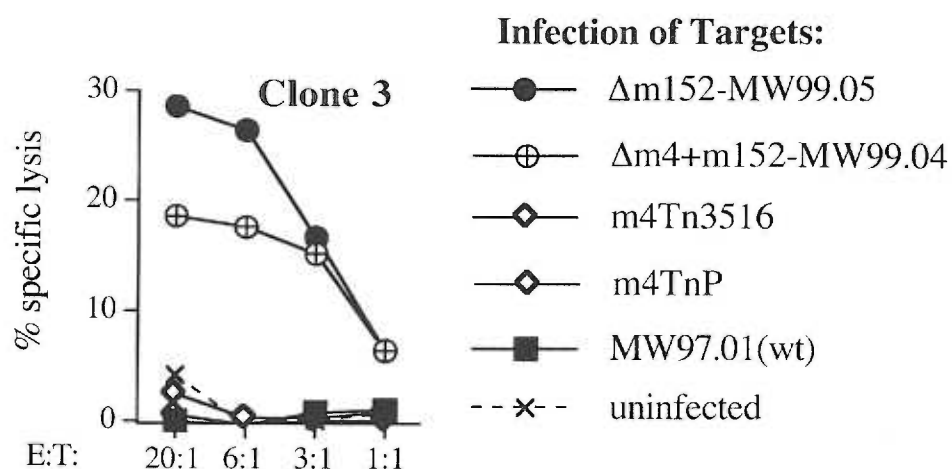 Infection of Targets:
Clone 3
Δm152-MW99.05
Δm4+m152-MW99.04
m4Tn3516
m4TnP
MW97.01(wt)
uninfected
% specific lysis
30
20
10
0
E:T: 20:1 6:1 3:1 1:1